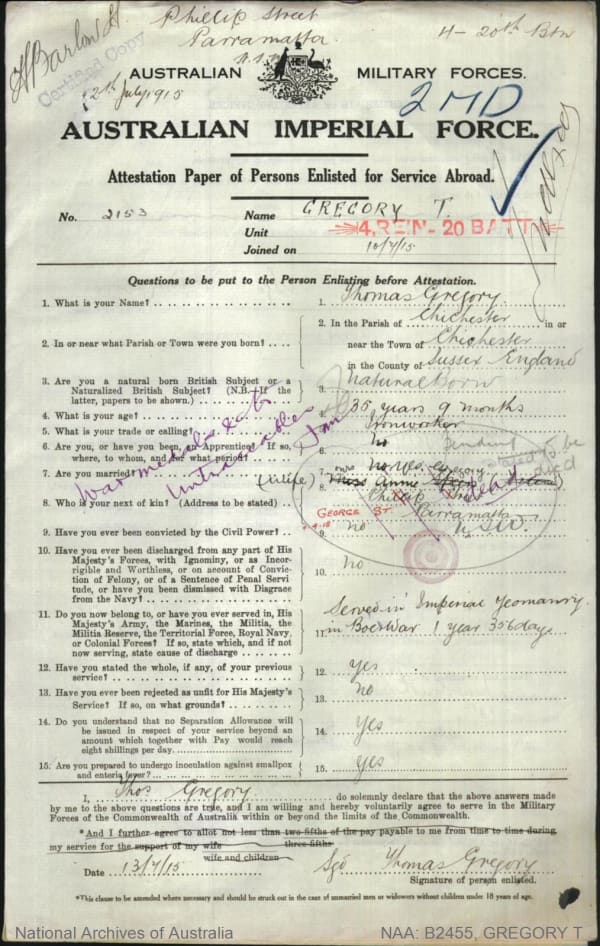 Phillip Street
Parramatta
N.S.W.
4 - 20th Btn
H Barlow Lt
Certified Copy
12th July 1915
AUSTRALIAN MILITARY FORCES.
2 MD
AUSTRALIAN IMPERIAL FORCE.
Attestation Paper of Persons Enlisted for Service Abroad.
No. 2153 Name GREGORY T.
Unit 4. REIN - 20 BATT
Joined on 10/7/15
Questions to be put to the Person Enlisting before Attestation.
1. What is your Name? 1. Thomas Gregory
2. In or near what Parish or Town were you born? 2. In the Parish of Chichester in or
near the Town of Chichester
in the County of Sussex England
3. Are you a natural born British Subject or a
Naturalized British Subject? (N.B.—If the
latter, papers to be shown) 3. Natural Born
4. What is your age? 35 years 9 months
5. What is your trade or calling? Ironworker
6. Are you, or have you been, an Apprentice? If so,
where, to whom, and for what period? No
7. Are you married? 7. No Yes
8. Who is your next of kin? (Address to be stated) 8. (wife) Mrs Gregory
Miss Annie
Phillip St
GEORGE ST.
Parramatta
NSW.
War medals &
Untraceable
9. Have you ever been convicted by the Civil Power? 9. no
10. Have you ever been discharged from any part of His
Majesty's Forces, with Ignominy, or as Incor-
rigible and Worthless, or on account of Convic-
tion of Felony, or of a Sentence of Penal Servi-
tude, or have you been dismissed with Disgrace
from the Navy? 10. No
11. Do you now belong to, or have you ever served in, His
Majesty's Army, the Marines, the Militia, the
Militia Reserve, the Territorial Force, Royal Navy,
or Colonial Forces? If so, state which, and if not
now serving, state cause of discharge 11. Served in Imperial Yeomanry
in Boer War 1 year 356 days
12. Have you stated the whole, if any, of your previous
service? 12. yes
13. Have you ever been rejected as unfit for His Majesty's
Service? If so, on what grounds? 13. no
14. Do you understand that no Separation Allowance will
be issued in respect of your service beyond an
amount which together with Pay would reach
eight shillings per day. 14. Yes
15. Are you prepared to undergo inoculation against smallpox
and enteric fever? 15. Yes
I, Thos Gregory do solemnly declare that the above answers made
by me to the above questions are true, and I am willing and hereby voluntarily agree to serve in the Military
Forces of the Commonwealth of Australia within or beyond the limits of the Commonwealth.
*And I further agree to allot not less than two-fifths of the pay payable to me from time to time during
three-fifths
my service for the support of my wife
wife and children
Date 13/7/15 Sgd Thomas Gregory
Signature of person enlisted.
*This clause to be amended where necessary and should be struck out in the case of unmarried men or widowers without children under 18 years of age.
National Archives of Australia NAA: B2455, GREGORY T